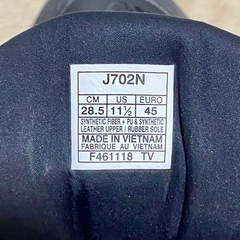 J702N
CM US EURO
28.5 11½ 45
SYNTHETIC FIBER + PU & SYNTHETIC
LEATHER UPPER / RUBBER SOLE
MADE IN VIETNAM
FABRIQUE AU VIETNAM
F461118 TV